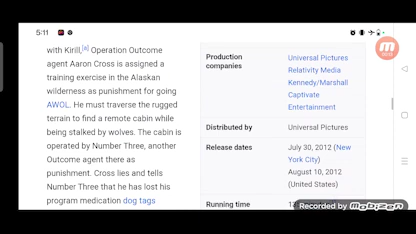 5:11
with Kirill,[a] Operation Outcome
agent Aaron Cross is assigned a
training exercise in the Alaskan
wilderness as punishment for going
AWOL. He must traverse the rugged
terrain to find a remote cabin while
being stalked by wolves. The cabin is
operated by Number Three, another
Outcome agent there as
punishment. Cross lies and tells
Number Three that he has lost his
program medication dog tags
Production
companies
Universal Pictures
Relativity Media
Kennedy/Marshall
Captivate
Entertainment
Distributed by
Universal Pictures
Release dates
July 30, 2012 (New
York City)
August 10, 2012
(United States)
Running time
Recorded by Mobizen